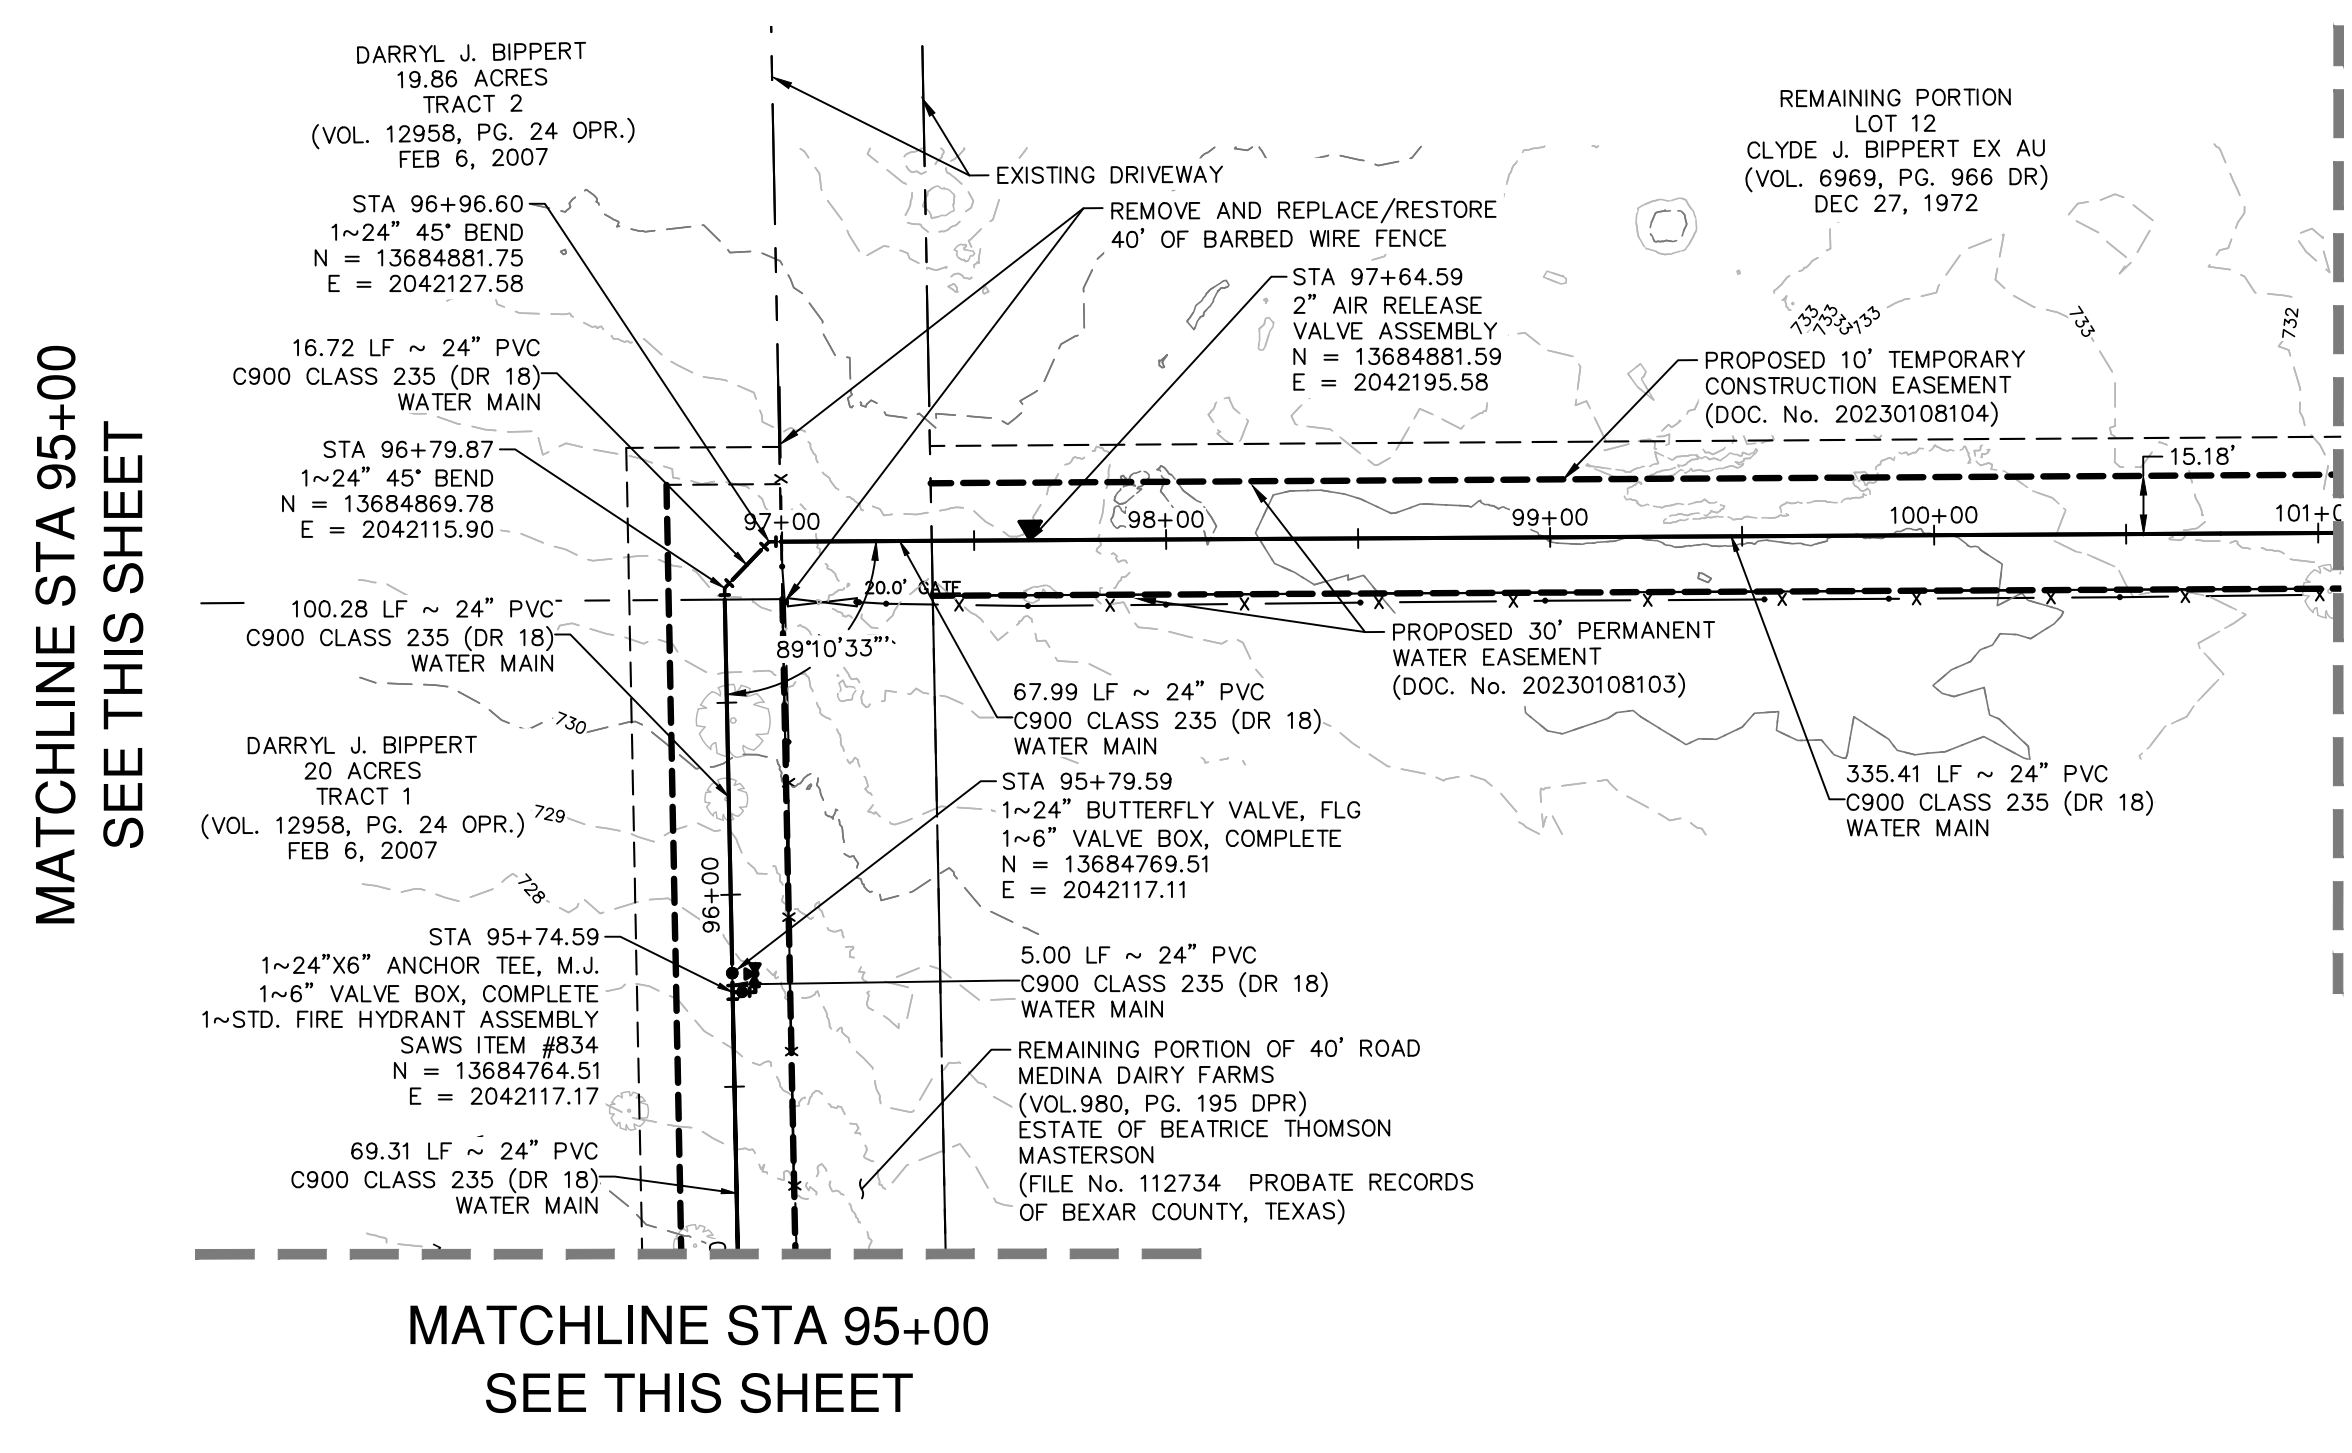 DARRYL J. BIPPERT
19.86 ACRES
TRACT 2
(VOL. 12958, PG. 24 OPR.)
FEB 6, 2007
REMAINING PORTION
LOT 12
CLYDE J. BIPPERT EX AU
(VOL. 6969, PG. 966 DR)
DEC 27, 1972
EXISTING DRIVEWAY
STA 96+96.60
1~24" 45° BEND
N = 13684881.75
E = 2042127.58
REMOVE AND REPLACE/RESTORE
40' OF BARBED WIRE FENCE
STA 97+64.59
2" AIR RELEASE
VALVE ASSEMBLY
N = 13684881.59
E = 2042195.58
733
733
733
733
733
732
16.72 LF ~ 24" PVC
C900 CLASS 235 (DR 18)
WATER MAIN
PROPOSED 10' TEMPORARY
CONSTRUCTION EASEMENT
(DOC. No. 20230108104)
STA 96+79.87
1~24" 45° BEND
N = 13684869.78
E = 2042115.90
15.18'
97+00
98+00
99+00
100+00
101+0
MATCHLINE STA 95+00
SEE THIS SHEET
20.0' GATE
100.28 LF ~ 24" PVC
C900 CLASS 235 (DR 18)
WATER MAIN
89°10'33"
PROPOSED 30' PERMANENT
WATER EASEMENT
(DOC. No. 20230108103)
67.99 LF ~ 24" PVC
C900 CLASS 235 (DR 18)
WATER MAIN
730
DARRYL J. BIPPERT
20 ACRES
TRACT 1
(VOL. 12958, PG. 24 OPR.)
FEB 6, 2007
729
728
STA 95+79.59
1~24" BUTTERFLY VALVE, FLG
1~6" VALVE BOX, COMPLETE
N = 13684769.51
E = 2042117.11
335.41 LF ~ 24" PVC
C900 CLASS 235 (DR 18)
WATER MAIN
96+00
STA 95+74.59
1~24"X6" ANCHOR TEE, M.J.
1~6" VALVE BOX, COMPLETE
1~STD. FIRE HYDRANT ASSEMBLY
SAWS ITEM #834
N = 13684764.51
E = 2042117.17
5.00 LF ~ 24" PVC
C900 CLASS 235 (DR 18)
WATER MAIN
REMAINING PORTION OF 40' ROAD
MEDINA DAIRY FARMS
(VOL.980, PG. 195 DPR)
ESTATE OF BEATRICE THOMSON
MASTERSON
(FILE No. 112734 PROBATE RECORDS
OF BEXAR COUNTY, TEXAS)
69.31 LF ~ 24" PVC
C900 CLASS 235 (DR 18)
WATER MAIN
MATCHLINE STA 95+00
SEE THIS SHEET